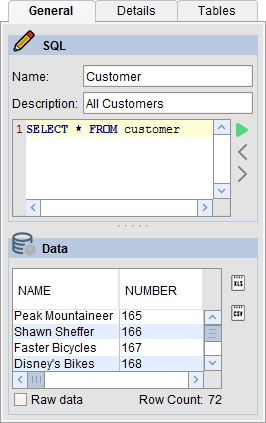 General Details Tables
SQL
Name: Customer
Description: All Customers
1 SELECT * FROM customer
Data
NAME NUMBER
Peak Mountaineer 165
Shawn Sheffer 166
Faster Bicycles 167
Disney's Bikes 168
XLS
CSV
Raw data Row Count: 72